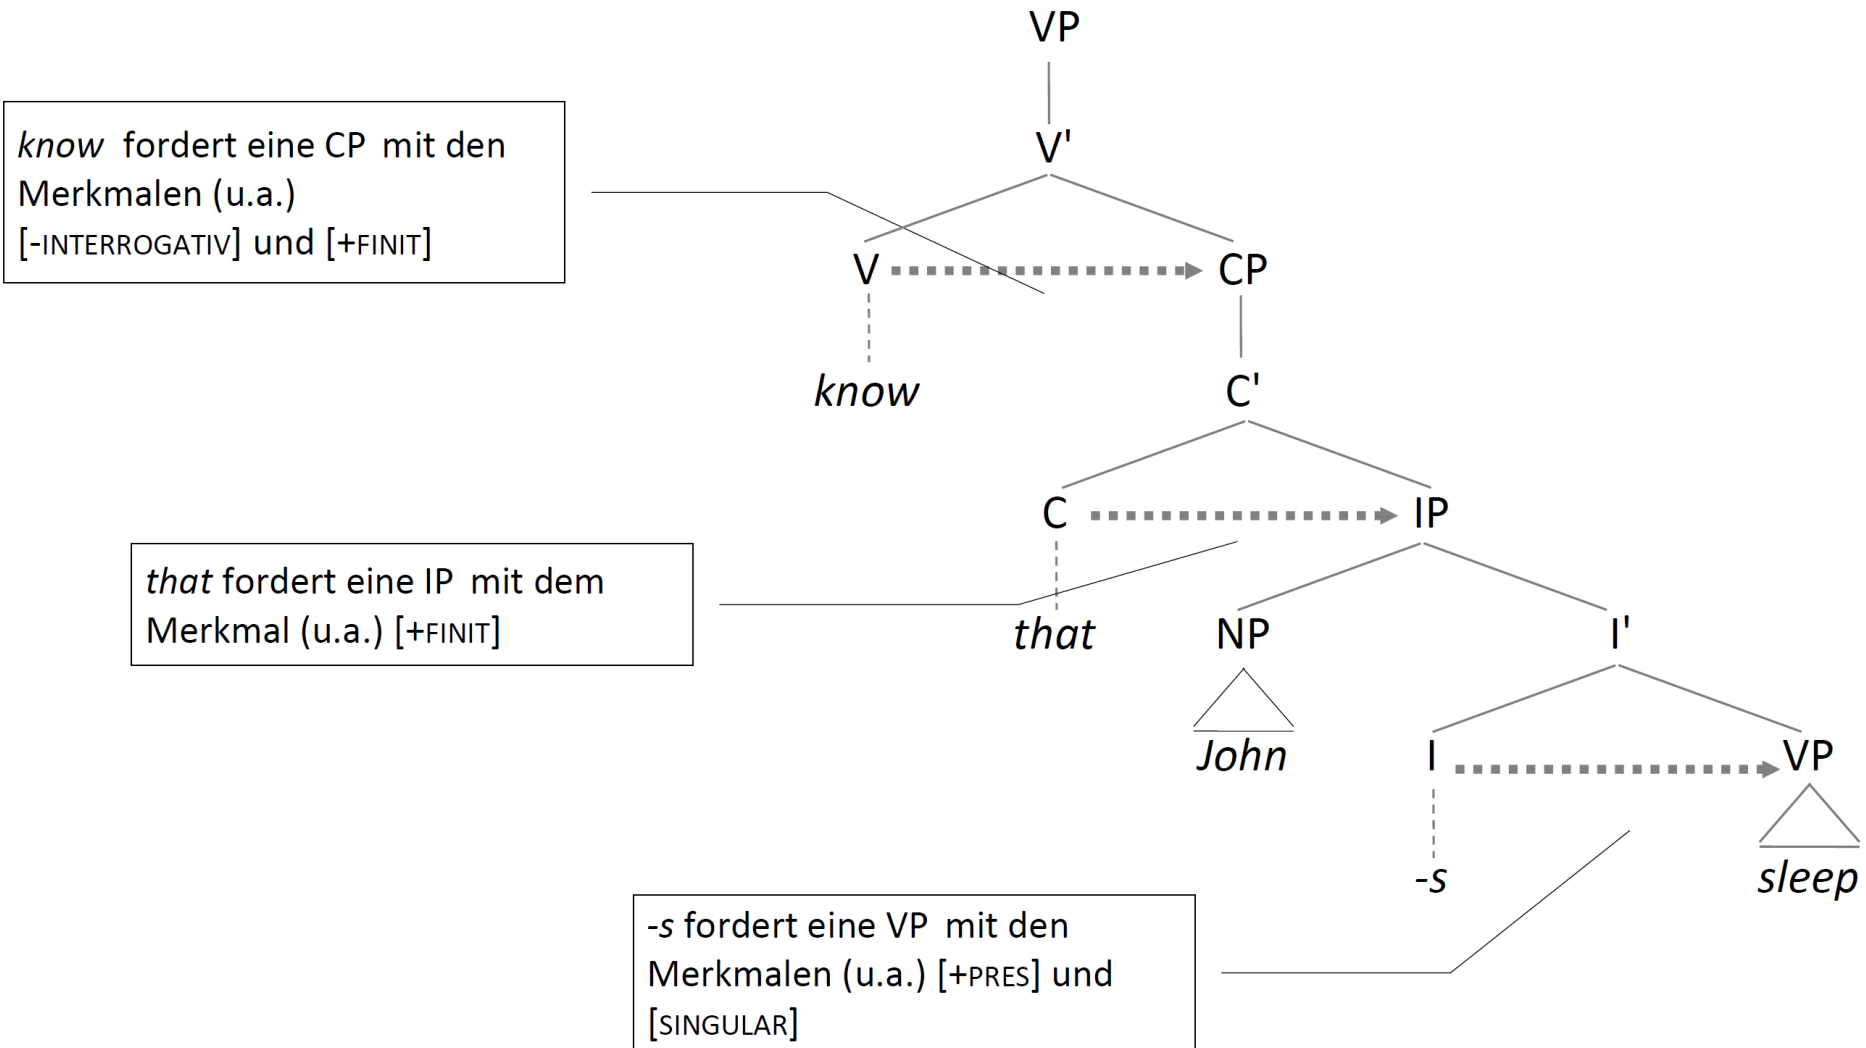 VP
know fordert eine CP mit den
Merkmalen (u.a.)
[-INTERROGATIV] und [+FINIT]
V'
V CP
know C'
C IP
that fordert eine IP mit dem
Merkmal (u.a.) [+FINIT]
that NP I'
John I VP
-s sleep
-s fordert eine VP mit den
Merkmalen (u.a.) [+PRES] und
[SINGULAR]